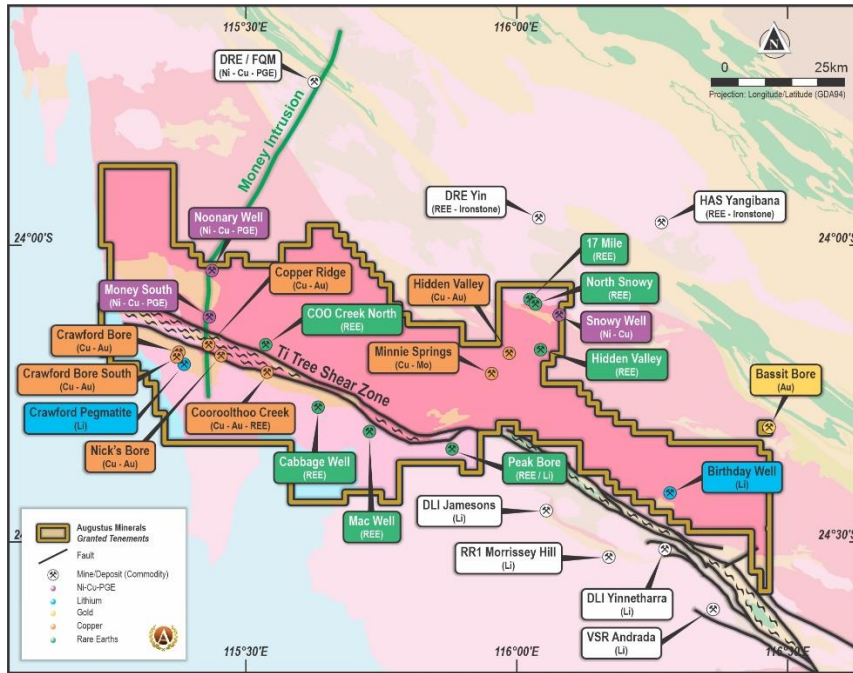 115°30'E
116°00'E
DRE / FQM
(Ni - Cu - PGE)
N
0 25km
Projection: Longitude/Latitude (GDA94)
Money Intrusion
DRE Yin
(REE - Ironstone)
HAS Yangibana
(REE - Ironstone)
Noonary Well
(Ni - Cu - PGE)
24°00'S
24°00'S
17 Mile
(REE)
Copper Ridge
(Cu - Au)
Hidden Valley
(Cu - Au)
North Snowy
(REE)
Money South
(Ni - Cu - PGE)
COO Creek North
(REE)
Snowy Well
(Ni - Cu)
Crawford Bore
(Cu - Au)
Ti Tree Shear Zone
Minnie Springs
(Cu - Mo)
Hidden Valley
(REE)
Crawford Bore South
(Cu - Au)
Bassit Bore
(Au)
Crawford Pegmatite
(Li)
Cooroolthoo Creek
(Cu - Au - REE)
Nick's Bore
(Cu - Au)
Cabbage Well
(REE)
Peak Bore
(REE / Li)
Birthday Well
(Li)
Mac Well
(REE)
DLI Jamesons
(Li)
24°30'S
24°30'S
RR1 Morrissey Hill
(Li)
DLI Yinnetharra
(Li)
VSR Andrada
(Li)
Augustus Minerals
Granted Tenements
Fault
Mine/Deposit (Commodity)
Ni-Cu-PGE
Lithium
Gold
Copper
Rare Earths
115°30'E
116°00'E
116°30'E